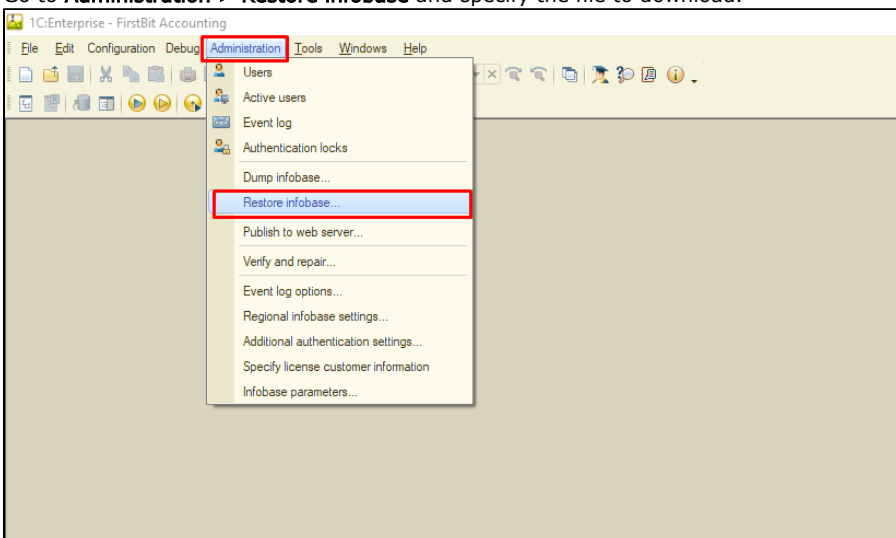 Go to Administration > Restore infobase and specify the file to download.
1C:Enterprise - FirstBit Accounting
File Edit Configuration Debug Administration Tools Windows Help
Users
Active users
Event log
Authentication locks
Dump infobase...
Restore infobase...
Publish to web server...
Verify and repair...
Event log options...
Regional infobase settings...
Additional authentication settings...
Specify license customer information
Infobase parameters...